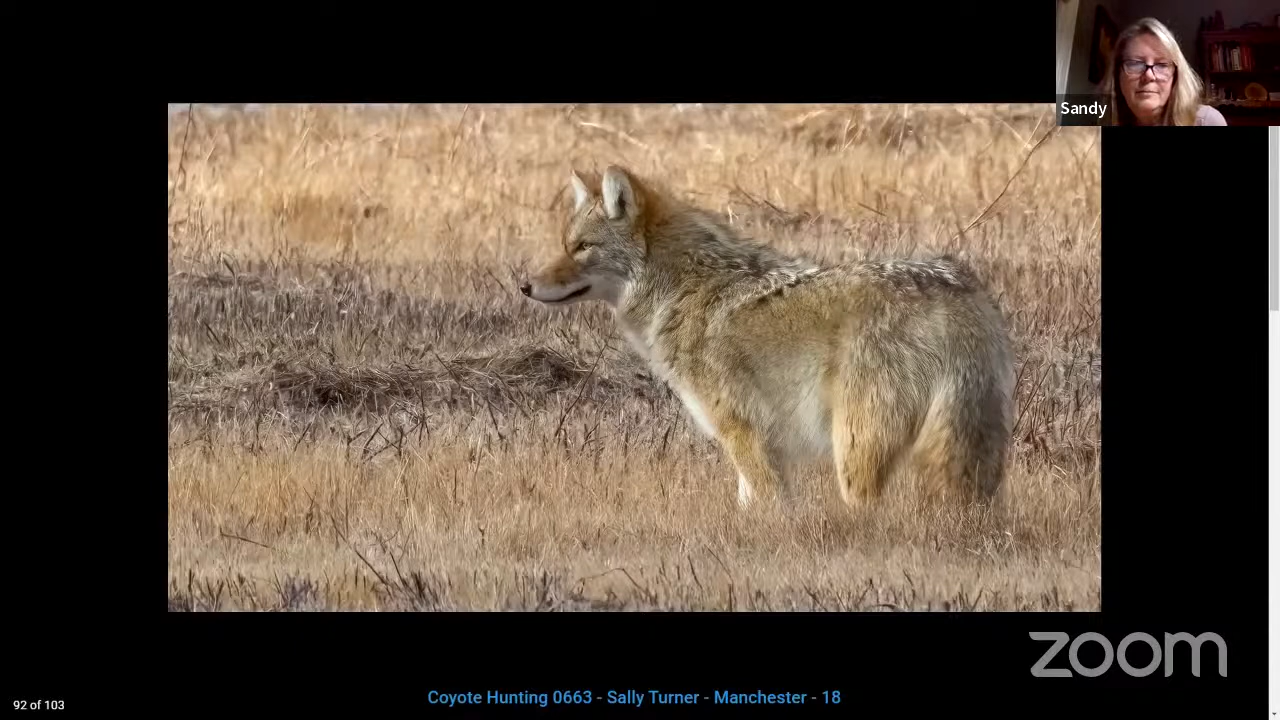 Sandy
zoom
Coyote Hunting 0663 - Sally Turner - Manchester - 18
92 of 103